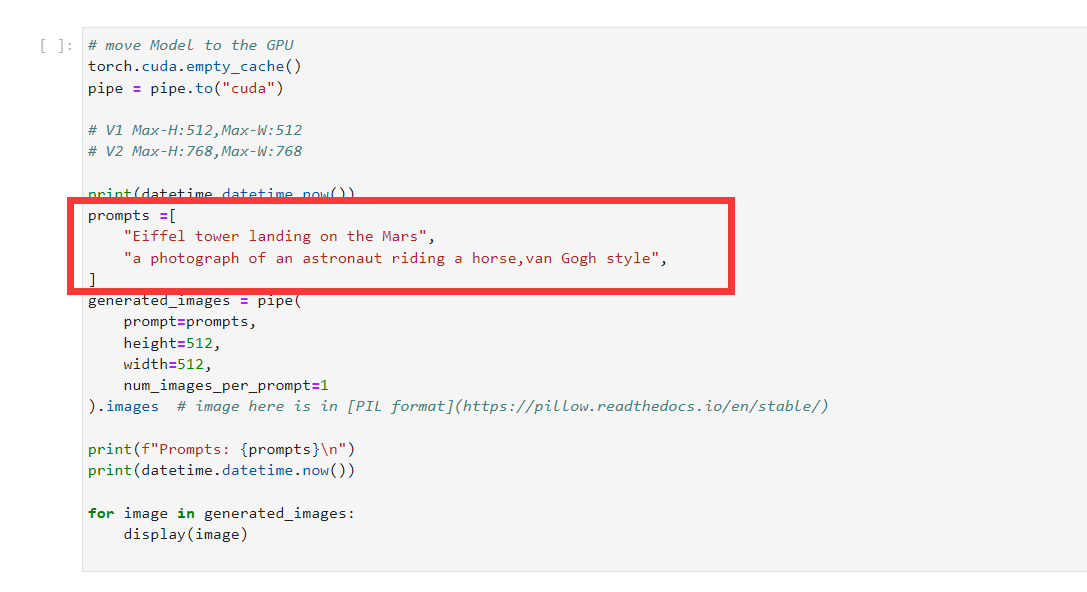 [ ]:
# move Model to the GPU
torch.cuda.empty_cache()
pipe = pipe.to("cuda")
# V1 Max-H:512,Max-W:512
# V2 Max-H:768,Max-W:768
print(datetime.datetime.now())
prompts =[
"Eiffel tower landing on the Mars",
"a photograph of an astronaut riding a horse,van Gogh style",
]
generated_images = pipe(
prompt=prompts,
height=512,
width=512,
num_images_per_prompt=1
).images  # image here is in [PIL format](https://pillow.readthedocs.io/en/stable/)
print(f"Prompts: {prompts}\n")
print(datetime.datetime.now())
for image in generated_images:
display(image)